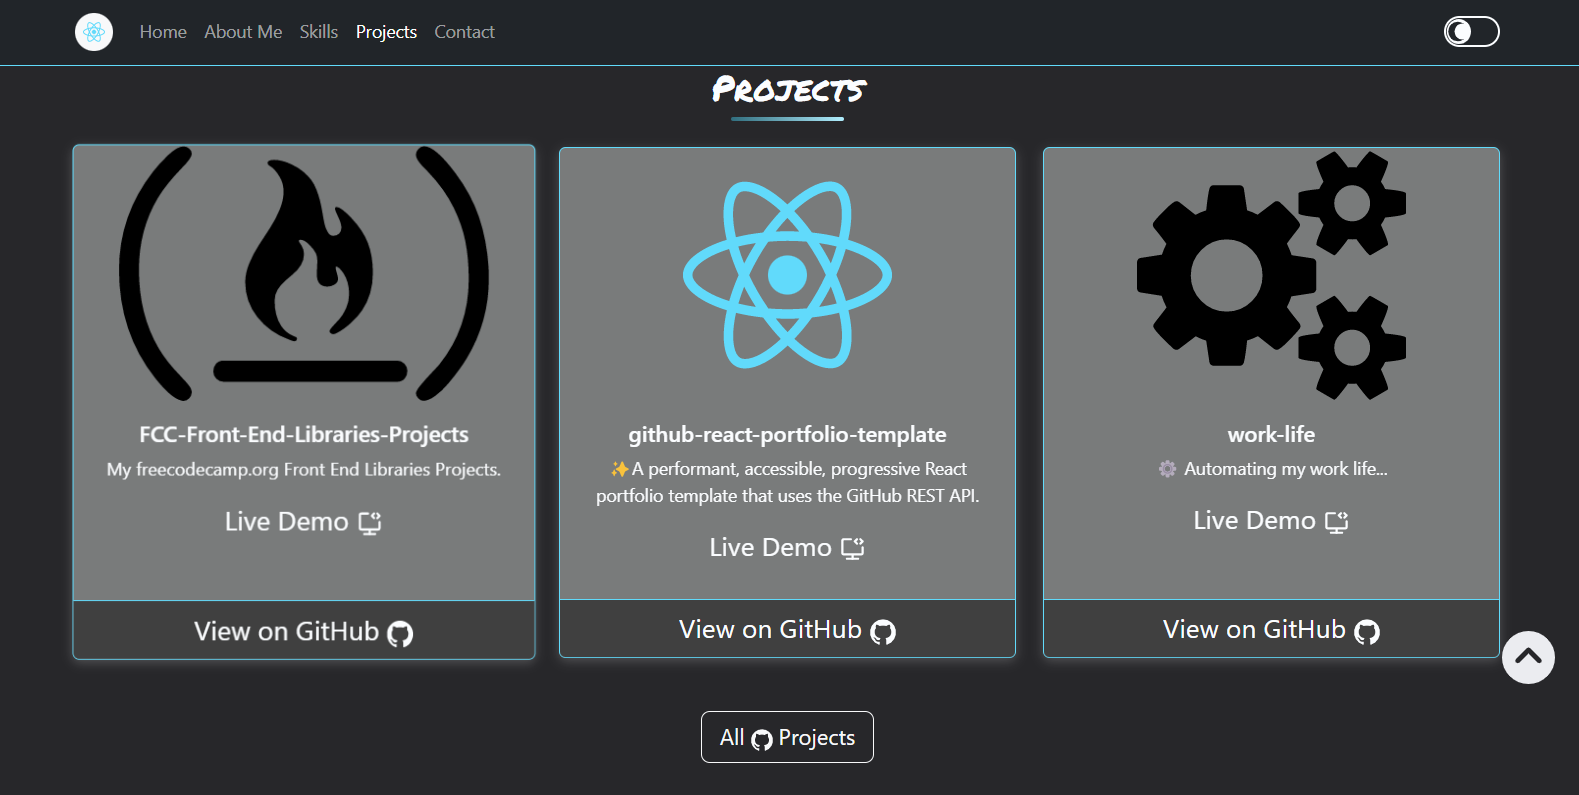 Home About Me Skills Projects Contact
Projects
FCC-Front-End-Libraries-Projects
My freecodecamp.org Front End Libraries Projects.
Live Demo
View on GitHub
github-react-portfolio-template
✨A performant, accessible, progressive React
portfolio template that uses the GitHub REST API.
Live Demo
View on GitHub
work-life
⚙️ Automating my work life...
Live Demo
View on GitHub
All Projects